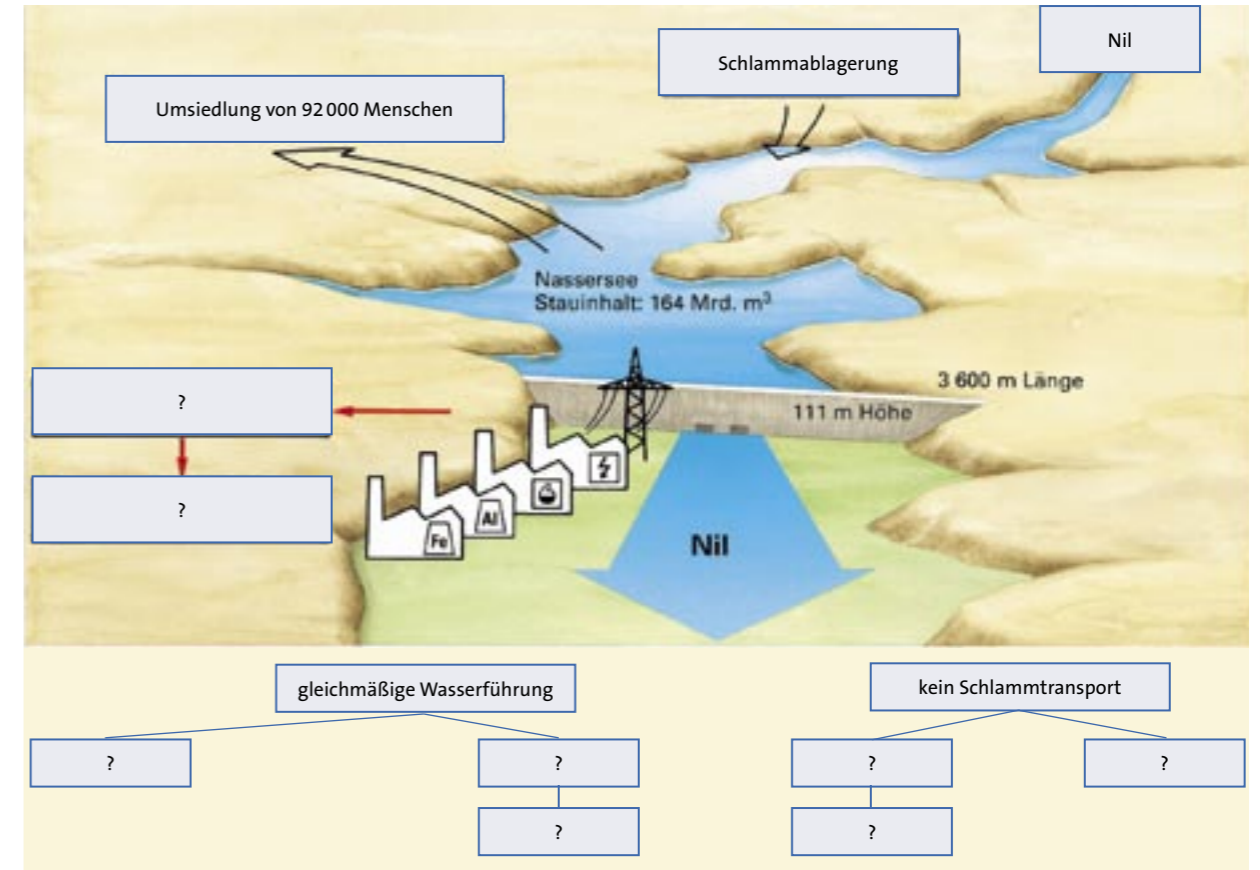 Nil
Schlammablagerung
Umsiedlung von 92 000 Menschen
Nassersee
Stauinhalt: 164 Mrd. m³
3 600 m Länge
111 m Höhe
?
?
Al
Fe
Nil
gleichmäßige Wasserführung
kein Schlammtransport
?
?
?
?
?
?